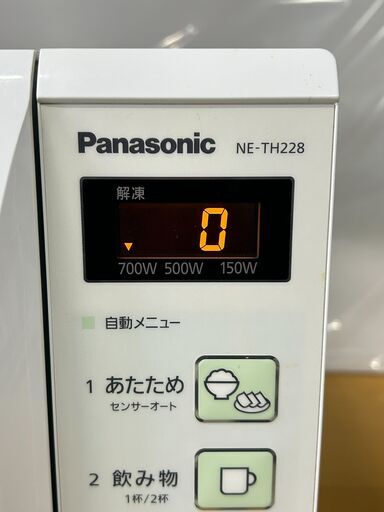 Panasonic NE-TH228
解凍
0
700W 500W 150W
自動メニュー
1 あたため
センサーオート
2 飲み物
1杯/2杯